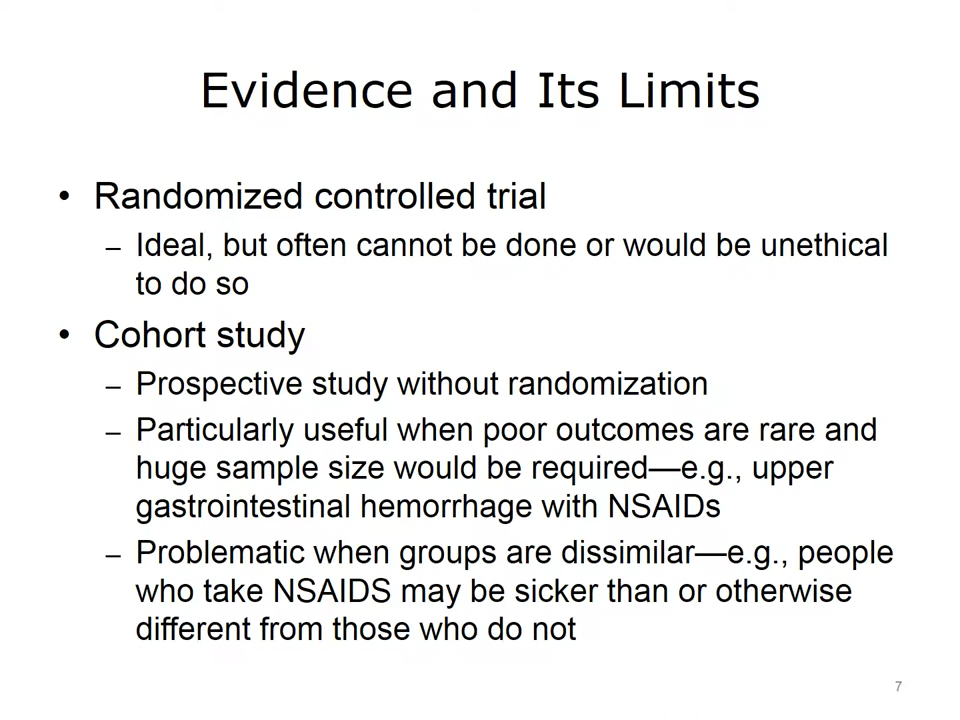 Evidence and Its Limits
• Randomized controlled trial
– Ideal, but often cannot be done or would be unethical
to do so
• Cohort study
– Prospective study without randomization
– Particularly useful when poor outcomes are rare and
huge sample size would be required—e.g., upper
gastrointestinal hemorrhage with NSAIDs
– Problematic when groups are dissimilar—e.g., people
who take NSAIDS may be sicker than or otherwise
different from those who do not
7